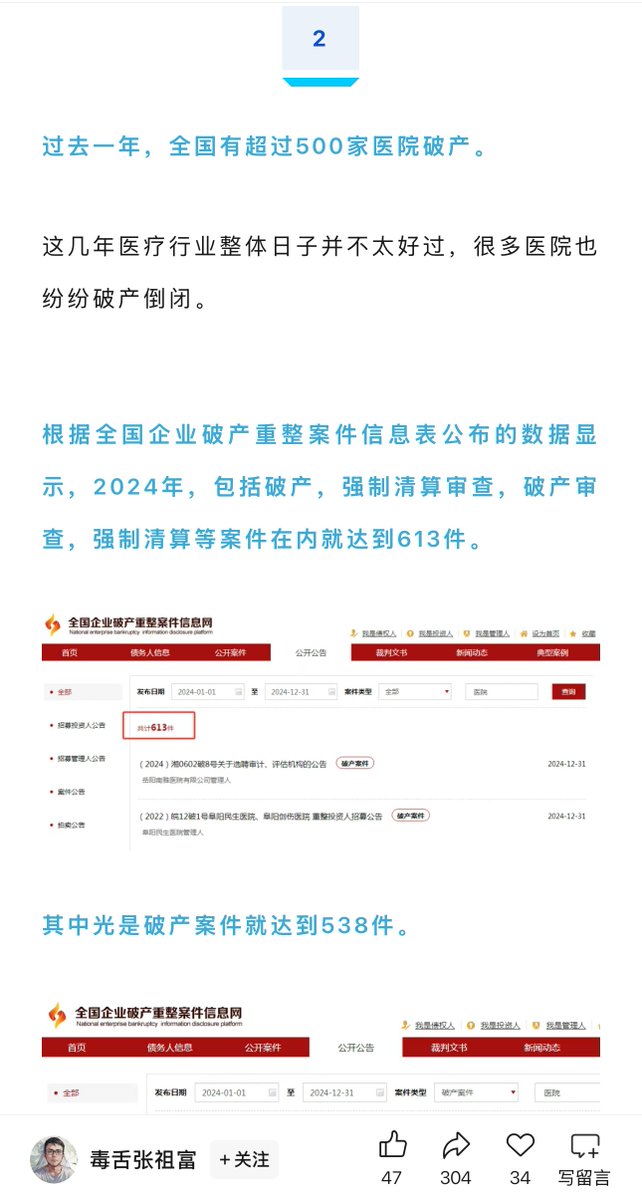 2
过去一年，全国有超过500家医院破产。
这几年医疗行业整体日子并不太好过，很多医院也
纷纷破产倒闭。
根据全国企业破产重整案件信息表公布的数据显
示，2024年，包括破产，强制清算审查，破产审
查，强制清算等案件在内就达到613件。
全国企业破产重整案件信息网
National enterprise bankruptcy information disclosure platform
我是债权人 我是投资人 我是管理人 设为首页 收藏
首页 债务人信息 公开案件 公开公告 裁判文书 新闻动态 典型案例
全部 发布日期 2024-01-01 至 2024-12-31 案件类型 全部 医院 查询
招募投资人公告
共计613件
招募管理人公告
（2024）湘0602破8号关于选聘审计、评估机构的公告 破产案件 2024-12-31
岳阳南雅医院有限公司管理人
案件公告
（2022）皖12破1号阜阳民生医院、阜阳创伤医院 重整投资人招募公告 破产案件 2024-12-31
拍卖公告
阜阳民生医院管理人
其中光是破产案件就达到538件。
全国企业破产重整案件信息网
National enterprise bankruptcy information disclosure platform
我是债权人 我是投资人 我是管理人
首页 债务人信息 公开案件 公开公告 裁判文书 新闻动态
全部 发布日期 2024-01-01 至 2024-12-31 案件类型 破产案件 医院
毒舌张祖富 +关注 47 304 34 写留言